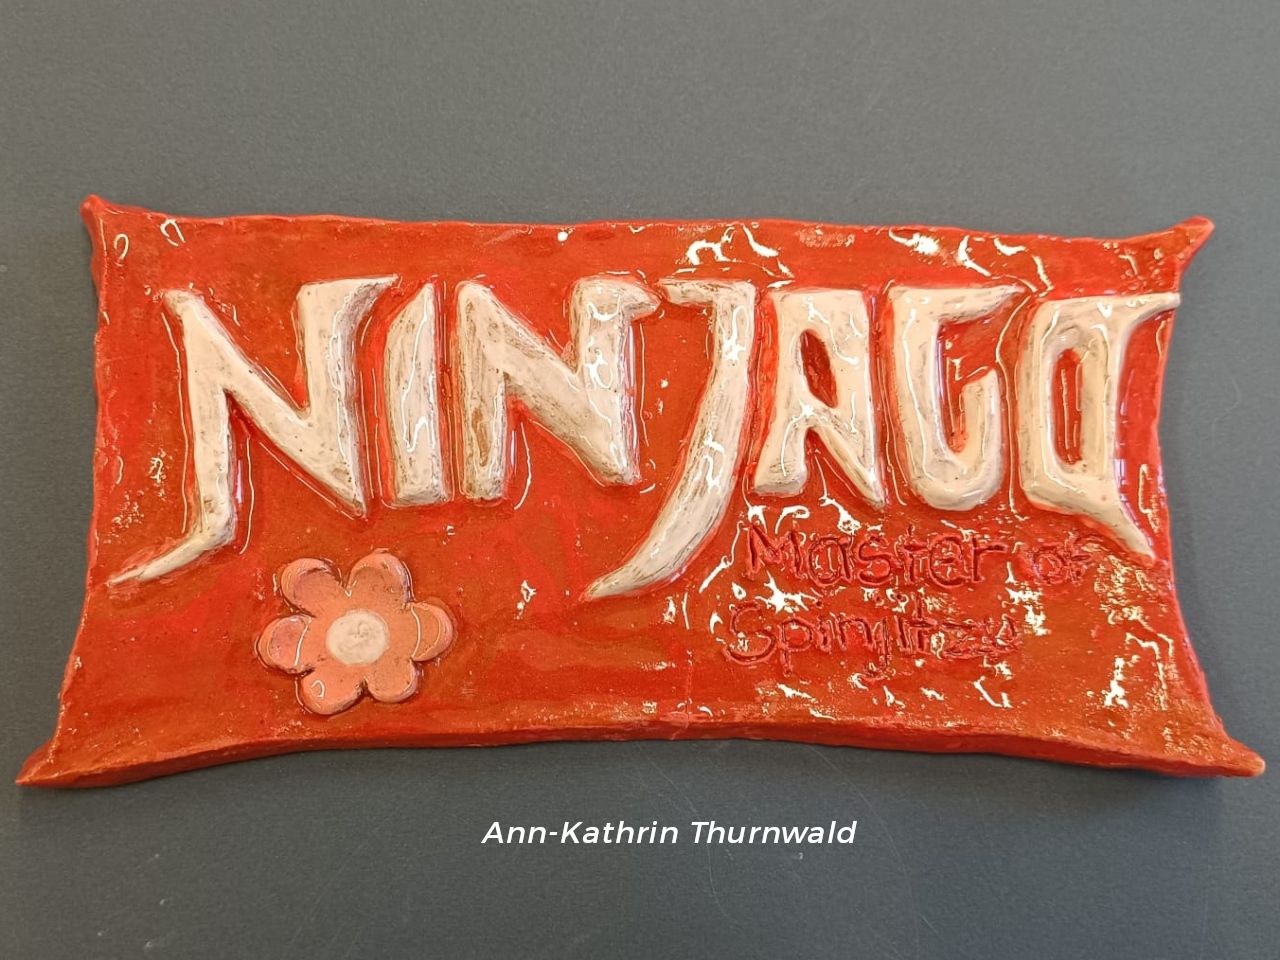 NINJAGO
Master of
Spinjitzu
Ann-Kathrin Thurnwald